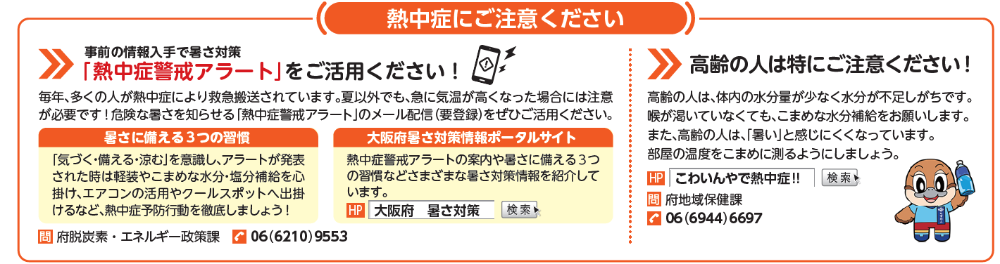 熱中症にご注意ください
事前の情報入手で暑さ対策
「熱中症警戒アラート」をご活用ください！
毎年、多くの人が熱中症により救急搬送されています。夏以外でも、急に気温が高くなった場合には注意
が必要です！危険な暑さを知らせる「熱中症警戒アラート」のメール配信（要登録）をぜひご活用ください。
暑さに備える３つの習慣
「気づく・備える・涼む」を意識し、アラートが発表
された時は軽装やこまめな水分・塩分補給を心
掛け、エアコンの活用やクールスポットへ出掛
けるなど、熱中症予防行動を徹底しましょう！
大阪府暑さ対策情報ポータルサイト
熱中症警戒アラートの案内や暑さに備える３つ
の習慣などさまざまな暑さ対策情報を紹介して
います。
HP 大阪府　暑さ対策 検索
問 府脱炭素・エネルギー政策課 06（6210）9553
高齢の人は特にご注意ください！
高齢の人は、体内の水分量が少なく水分が不足しがちです。
喉が渇いていなくても、こまめな水分補給をお願いします。
また、高齢の人は、「暑い」と感じにくくなっています。
部屋の温度をこまめに測るようにしましょう。
HP こわいんやで熱中症!! 検索
問 府地域保健課
06（6944）6697